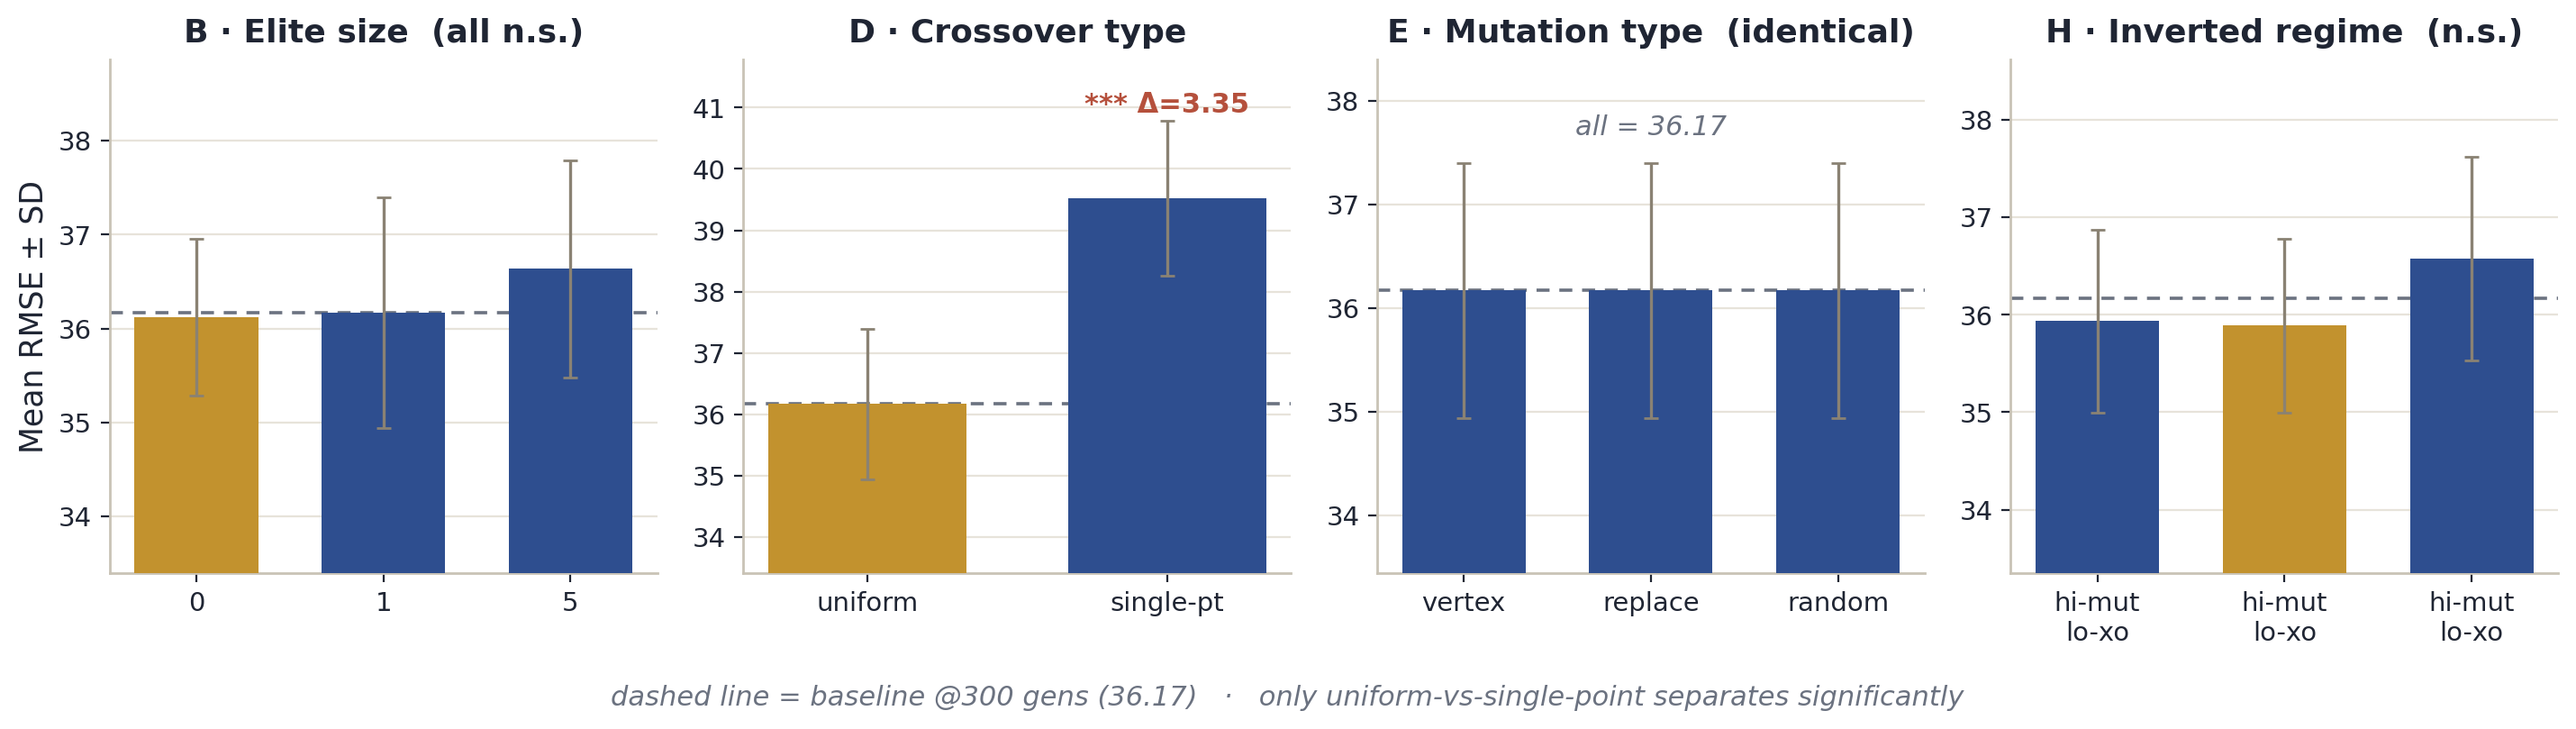 B · Elite size (all n.s.)
Mean RMSE ± SD
38
37
36
35
34
0 1 5
D · Crossover type
*** Δ=3.35
41
40
39
38
37
36
35
34
uniform single-pt
E · Mutation type (identical)
all = 36.17
38
37
36
35
34
vertex replace random
H · Inverted regime (n.s.)
38
37
36
35
34
hi-mut hi-mut hi-mut
lo-xo lo-xo lo-xo
dashed line = baseline @300 gens (36.17) · only uniform-vs-single-point separates significantly